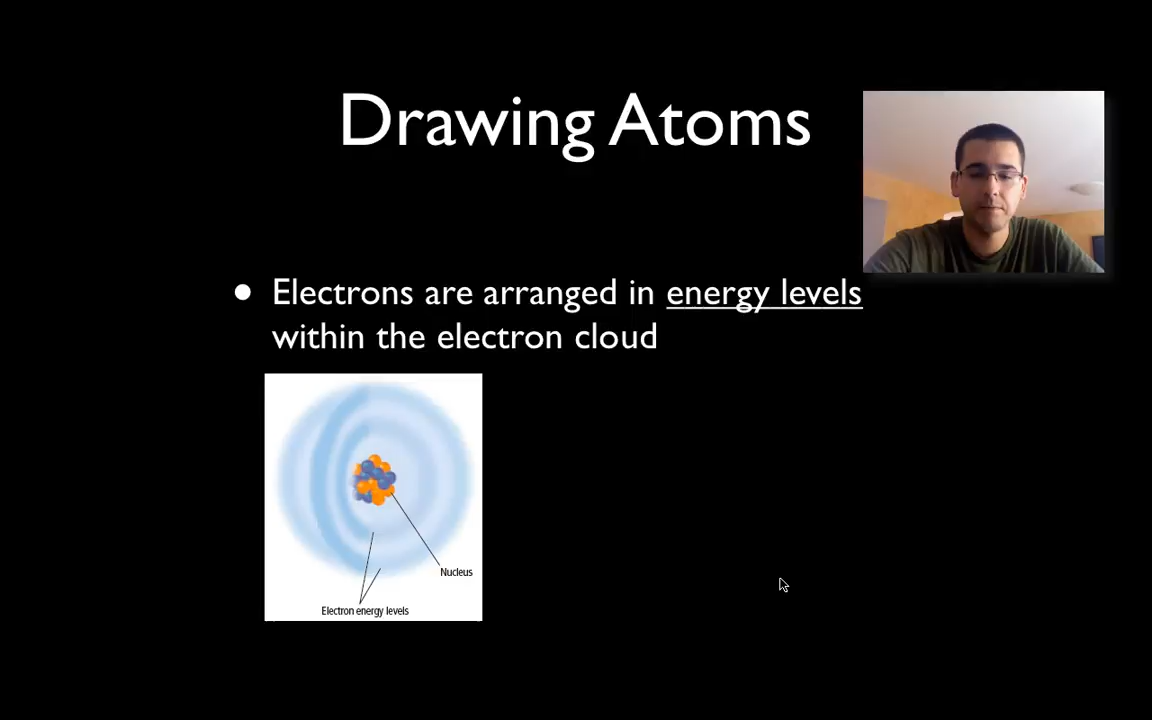 Drawing Atoms
• Electrons are arranged in energy levels
within the electron cloud
Nucleus
Electron energy levels